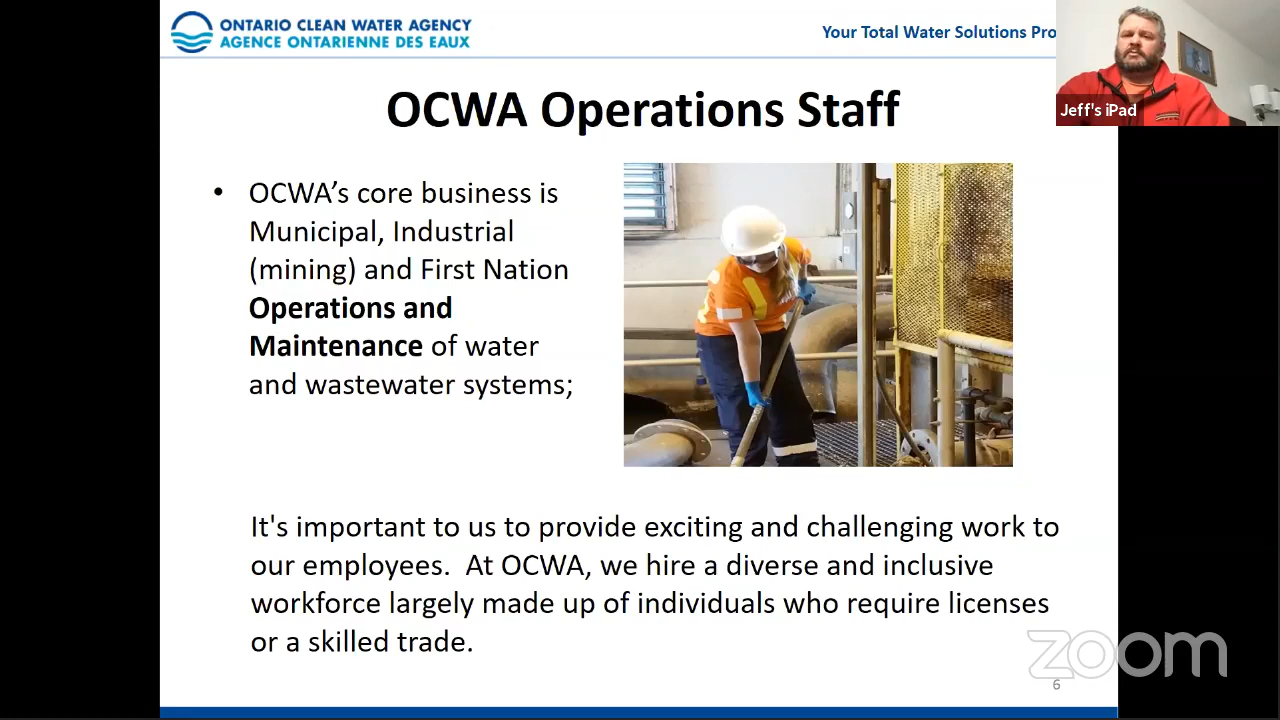 ONTARIO CLEAN WATER AGENCY
AGENCE ONTARIENNE DES EAUX
Your Total Water Solutions Pro
Jeff's iPad
OCWA Operations Staff
• OCWA’s core business is
Municipal, Industrial
(mining) and First Nation
Operations and
Maintenance of water
and wastewater systems;
It's important to us to provide exciting and challenging work to
our employees. At OCWA, we hire a diverse and inclusive
workforce largely made up of individuals who require licenses
or a skilled trade.
zoom
6